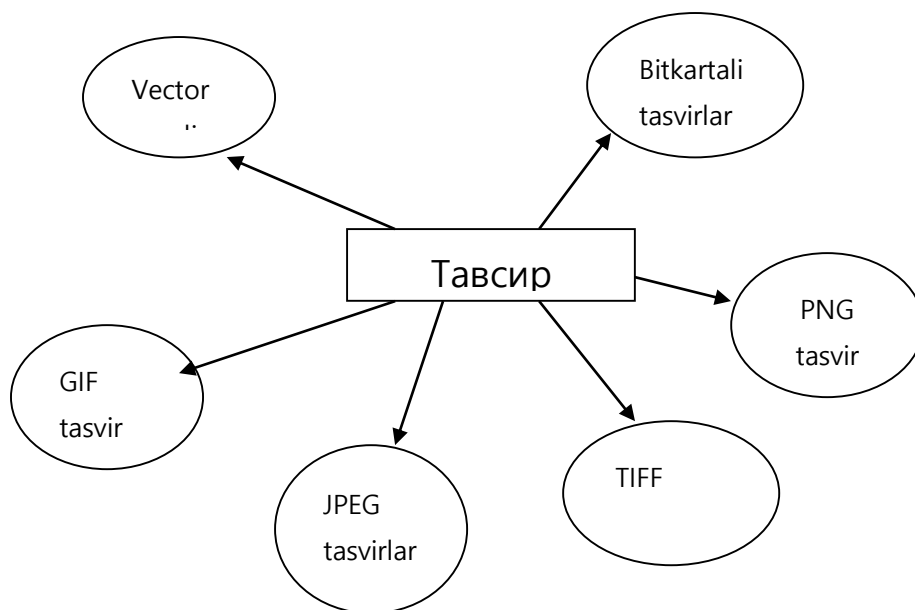 Vector
Bitkartali
tasvirlar
Тавсир
PNG
tasvir
GIF
tasvir
TIFF
JPEG
tasvirlar